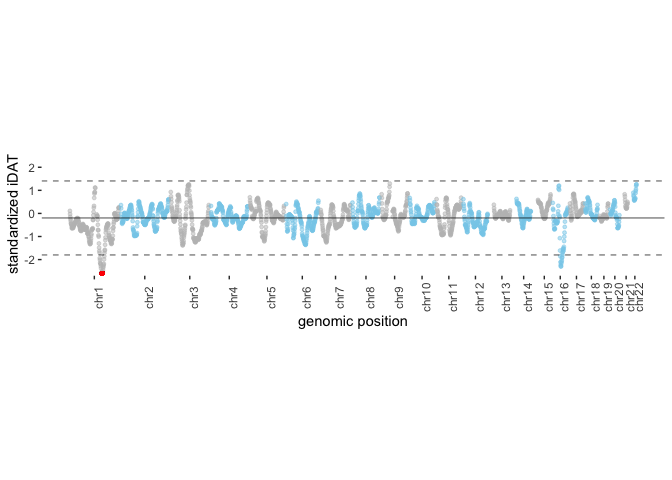 standardized iDAT
2
1
0
-1
-2
chr1
chr2
chr3
chr4
chr5
chr6
chr7
chr8
chr9
chr10
chr11
chr12
chr13
chr14
chr15
chr16
chr17
chr18
chr19
chr20
chr21
chr22
genomic position